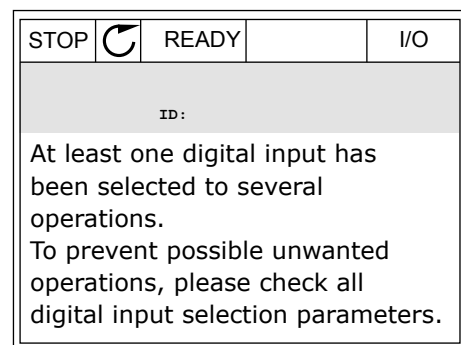 STOP READY I/O
ID:
At least one digital input has
been selected to several
operations.
To prevent possible unwanted
operations, please check all
digital input selection parameters.